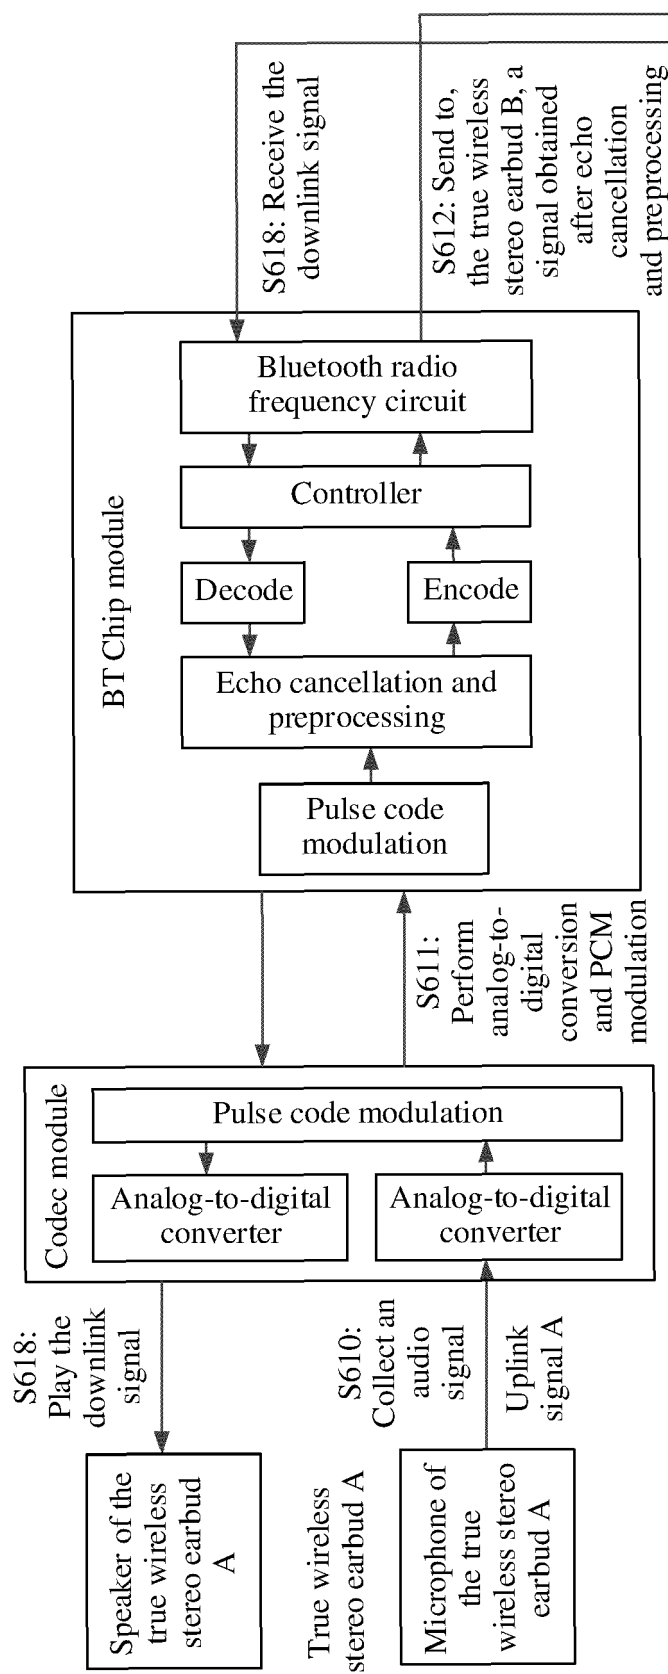 S618: Receive the
downlink signal
S612: Send to,
the true wireless
stereo earbud B, a
signal obtained
after echo
cancellation
and preprocessing
BT Chip module
Bluetooth radio
frequency circuit
Controller
Decode
Encode
Echo cancellation and
preprocessing
Pulse code
modulation
S611:
Perform
analog-to-
digital
conversion
and PCM
modulation
Codec module
Pulse code modulation
Analog-to-digital
converter
Analog-to-digital
converter
S618:
Play the
downlink
signal
S610:
Collect an
audio
signal
Uplink
signal A
Speaker of the
true wireless
stereo earbud
A
True wireless
stereo earbud A
Microphone of
the true
wireless stereo
earbud A